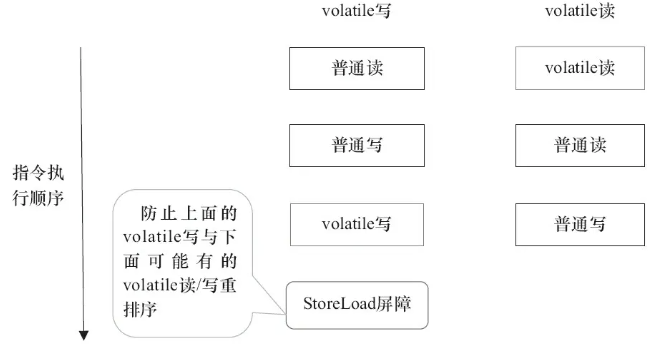 volatile写
volatile读
普通读
volatile读
普通写
普通读
指令执
行顺序
防止上面的
volatile写与下
面可能有的
volatile读/写重
排序
volatile写
普通写
StoreLoad屏障